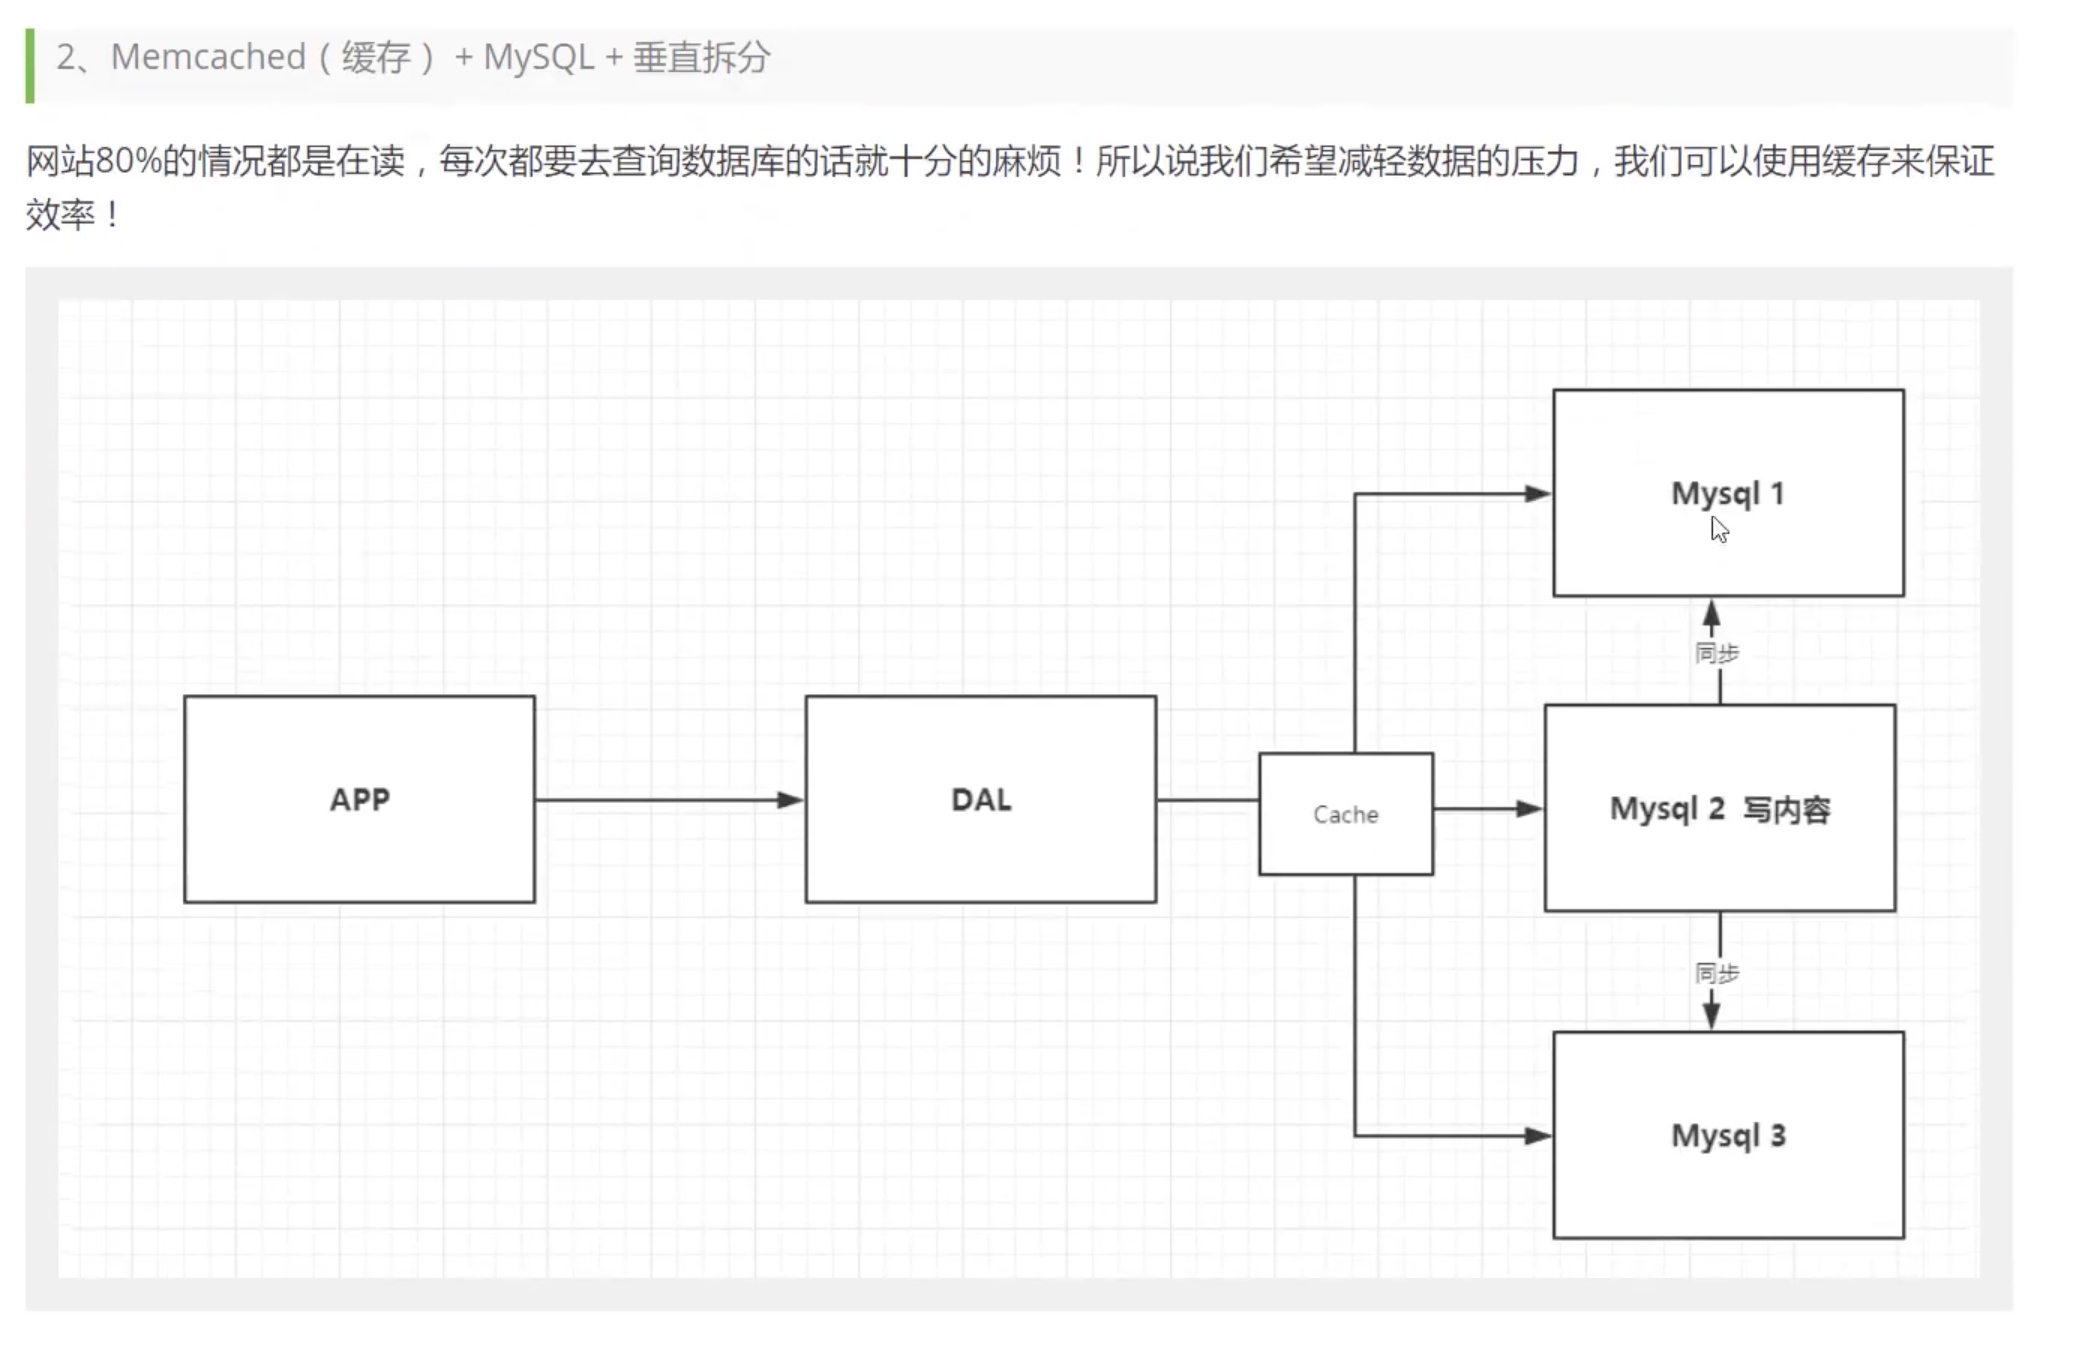 2、Memcached（缓存）+ MySQL + 垂直拆分
网站80%的情况都是在读，每次都要去查询数据库的话就十分的麻烦！所以说我们希望减轻数据的压力，我们可以使用缓存来保证
效率！
Mysql 1
同步
APP
DAL
Cache
Mysql 2 写内容
同步
Mysql 3